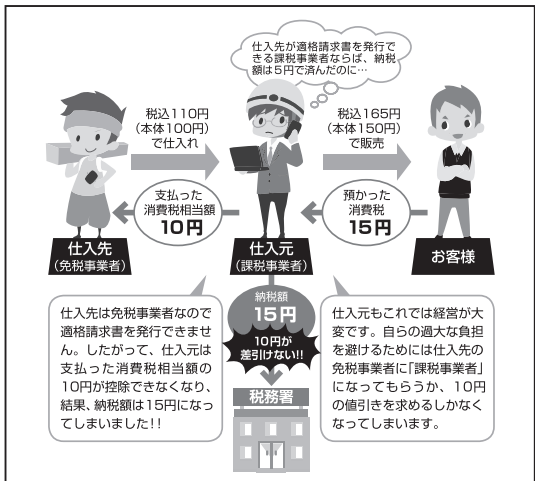 仕入先が適格請求書を発行で
きる課税事業者ならば、納税
額は5円で済んだのに…
税込110円
（本体100円）
で仕入れ
税込165円
（本体150円）
で販売
支払った
消費税相当額
10円
預かった
消費税
15円
仕入先
（免税事業者）
仕入元
（課税事業者）
お客様
納税額
15円
10円が
差引けない!!
税務署
仕入先は免税事業者なので
適格請求書を発行できませ
ん。したがって、仕入元は
支払った消費税相当額の
10円が控除できなくなり、
結果、納税額は15円になっ
てしまいました!!
仕入元もこれでは経営が大
変です。自らの過大な負担
を避けるためには仕入先の
免税事業者に「課税事業者」
になってもらうか、10円
の値引きを求めるしかなく
なってしまいます。